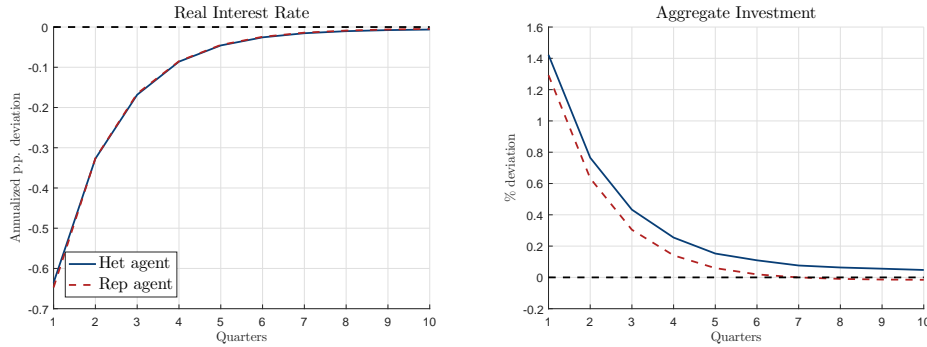 Real Interest Rate
Annualized p.p. deviation
0
-0.1
-0.2
-0.3
-0.4
-0.5
-0.6
-0.7
Het agent
Rep agent
1 2 3 4 5 6 7 8 9 10
Quarters
Aggregate Investment
% deviation
1.6
1.4
1.2
1
0.8
0.6
0.4
0.2
0
-0.2
1 2 3 4 5 6 7 8 9 10
Quarters